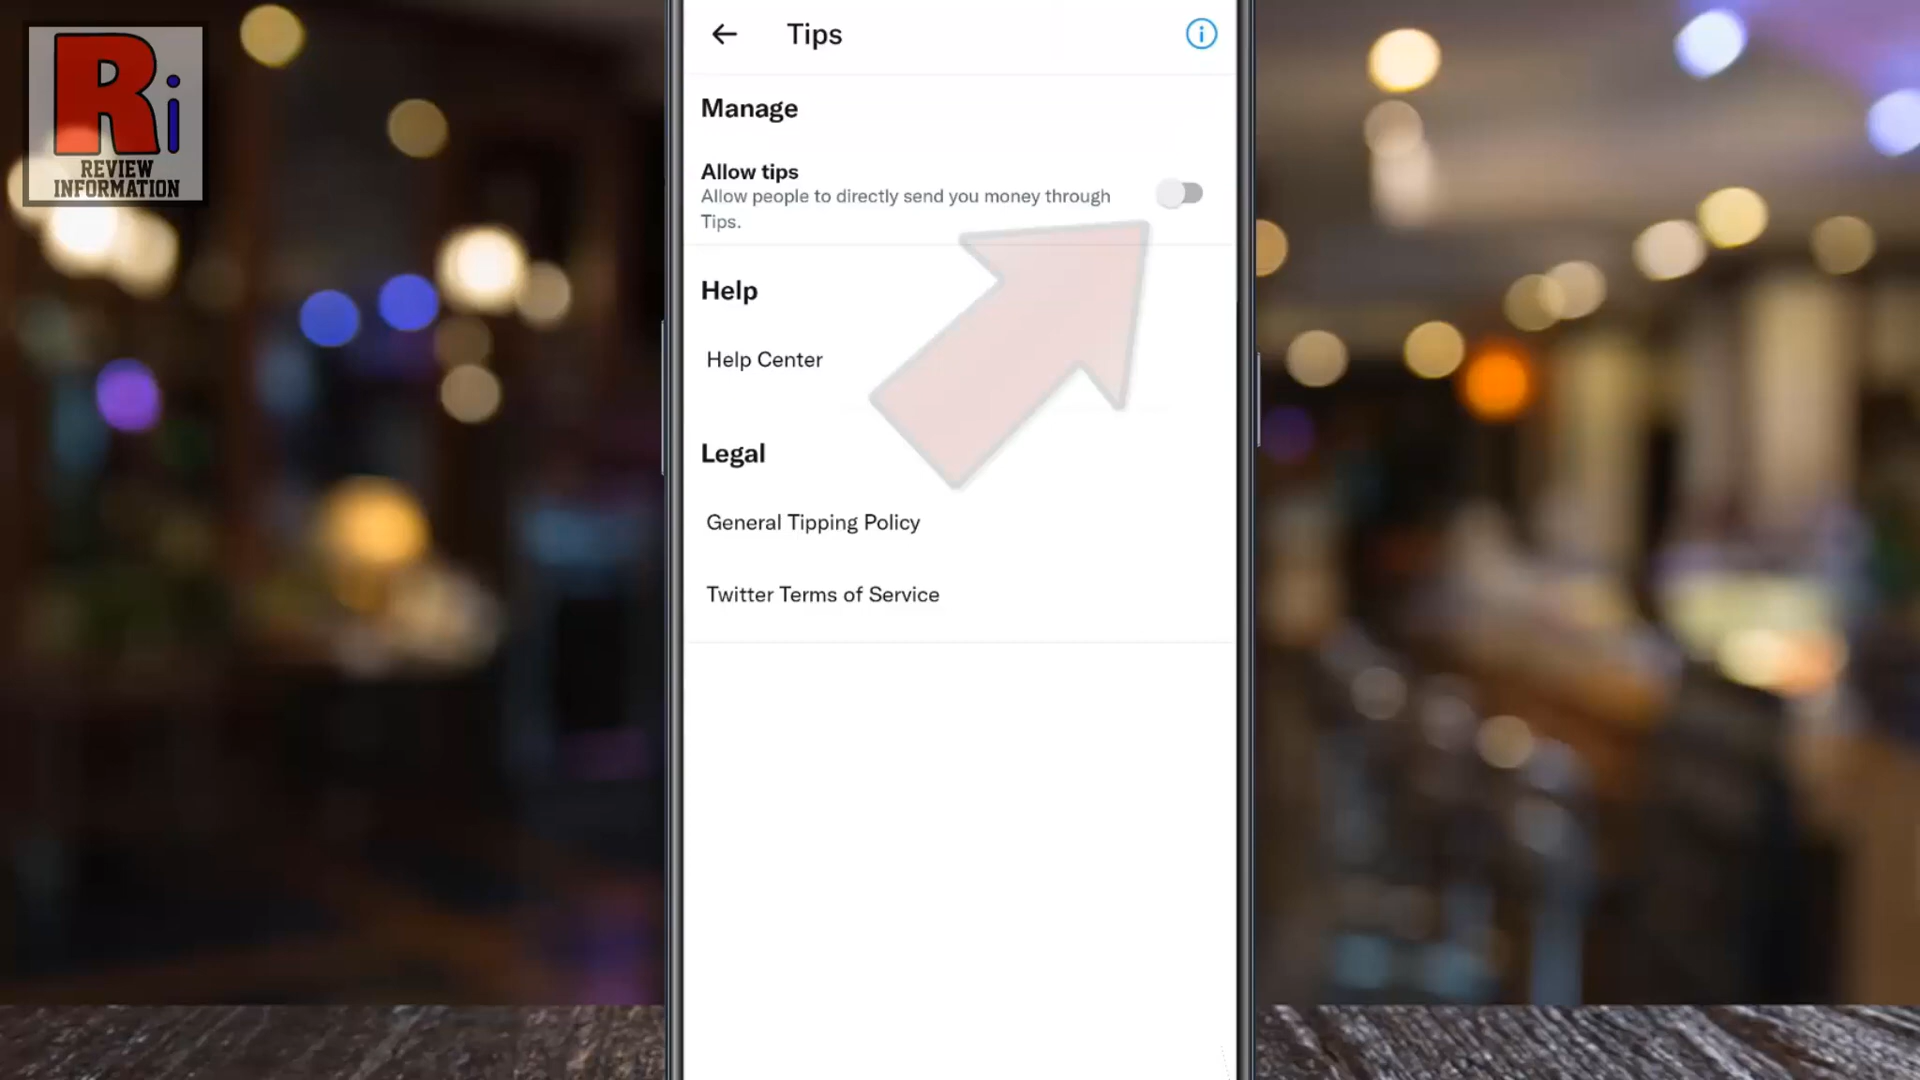 Ri
REVIEW
INFORMATION
Tips
Manage
Allow tips
Allow people to directly send you money through
Tips.
Help
Help Center
Legal
General Tipping Policy
Twitter Terms of Service